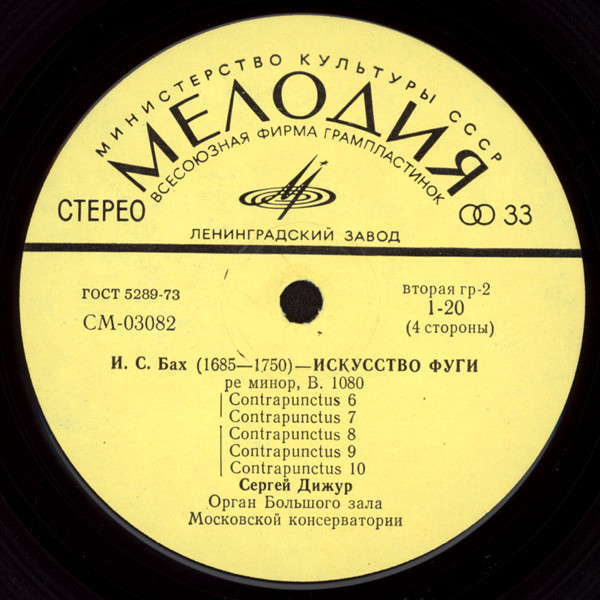 МИНИСТЕРСТВО КУЛЬТУРЫ СССР
МЕЛОДИЯ
ВСЕСОЮЗНАЯ ФИРМА ГРАМПЛАСТИНОК
СТЕРЕО
33
ЛЕНИНГРАДСКИЙ ЗАВОД
ГОСТ 5289-73
вторая гр-2
СМ-03082
1-20
(4 стороны)
И. С. Бах (1685—1750)—ИСКУССТВО ФУГИ
ре минор, В. 1080
Contrapunctus 6
Contrapunctus 7
Contrapunctus 8
Contrapunctus 9
Contrapunctus 10
Сергей Дижур
Орган Большого зала
Московской консерватории